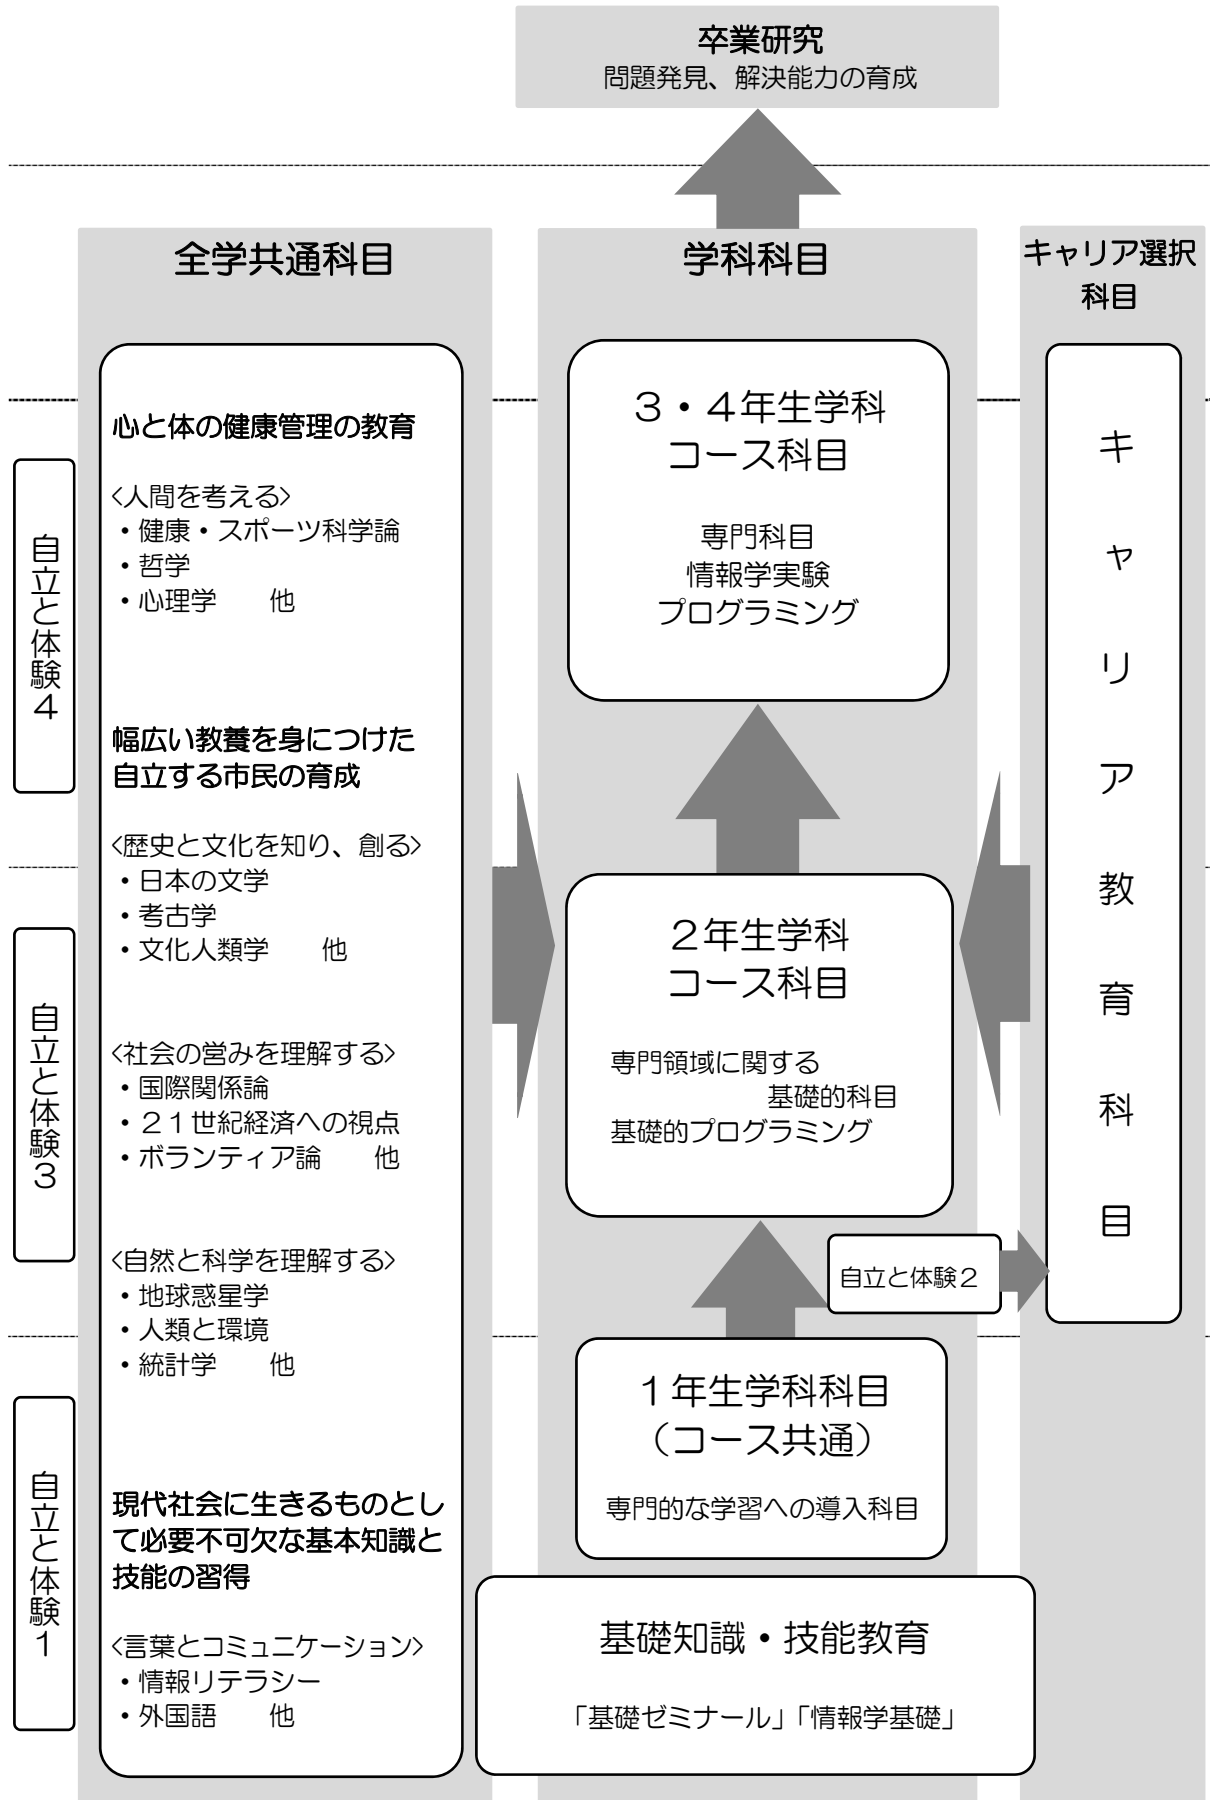 卒業研究
問題発見、解決能力の育成
全学共通科目
心と体の健康管理の教育
<人間を考える>
・健康・スポーツ科学論
・哲学
・心理学　　他
幅広い教養を身につけた
自立する市民の育成
<歴史と文化を知り、創る>
・日本の文学
・考古学
・文化人類学　　他
<社会の営みを理解する>
・国際関係論
・２１世紀経済への視点
・ボランティア論　　他
<自然と科学を理解する>
・地球惑星学
・人類と環境
・統計学　　他
現代社会に生きるものとし
て必要不可欠な基本知識と
技能の習得
<言葉とコミュニケーション>
・情報リテラシー
・外国語　　他
自立と体験４
自立と体験３
自立と体験１
学科科目
３・４年生学科
コース科目
専門科目
情報学実験
プログラミング
２年生学科
コース科目
専門領域に関する
基礎的科目
基礎的プログラミング
自立と体験２
１年生学科科目
（コース共通）
専門的な学習への導入科目
基礎知識・技能教育
「基礎ゼミナール」「情報学基礎」
キャリア選択
科目
キャリア教育科目